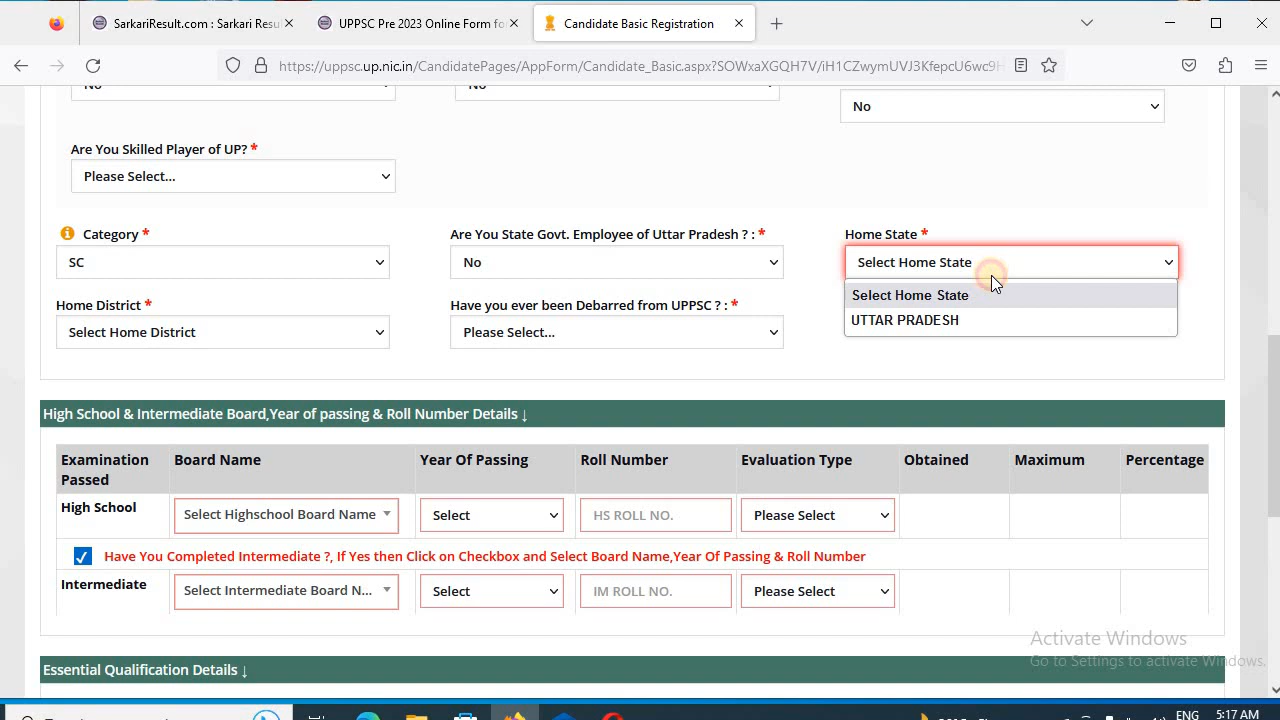 SarkariResult.com : Sarkari Resu
UPPSC Pre 2023 Online Form fo
Candidate Basic Registration
https://uppsc.up.nic.in/CandidatePages/AppForm/Candidate_Basic.aspx?
No
No
No
Are You Skilled Player of UP? *
Please Select...
Category *
Are You State Govt. Employee of Uttar Pradesh ? : *
Home State *
SC
No
Select Home State
Select Home State
UTTAR PRADESH
Home District *
Have you ever been Debarred from UPPSC ? : *
Select Home District
Please Select...
High School & Intermediate Board,Year of passing & Roll Number Details ↓
Examination Passed
Board Name
Year Of Passing
Roll Number
Evaluation Type
Obtained
Maximum
Percentage
High School
Select Highschool Board Name
Select
HS ROLL NO.
Please Select
Have You Completed Intermediate ?, If Yes then Click on Checkbox and Select Board Name,Year Of Passing & Roll Number
Intermediate
Select Intermediate Board N...
Select
IM ROLL NO.
Please Select
Activate Windows
Go to Settings to activate Windows.
Essential Qualification Details ↓
ENG
5:17 AM